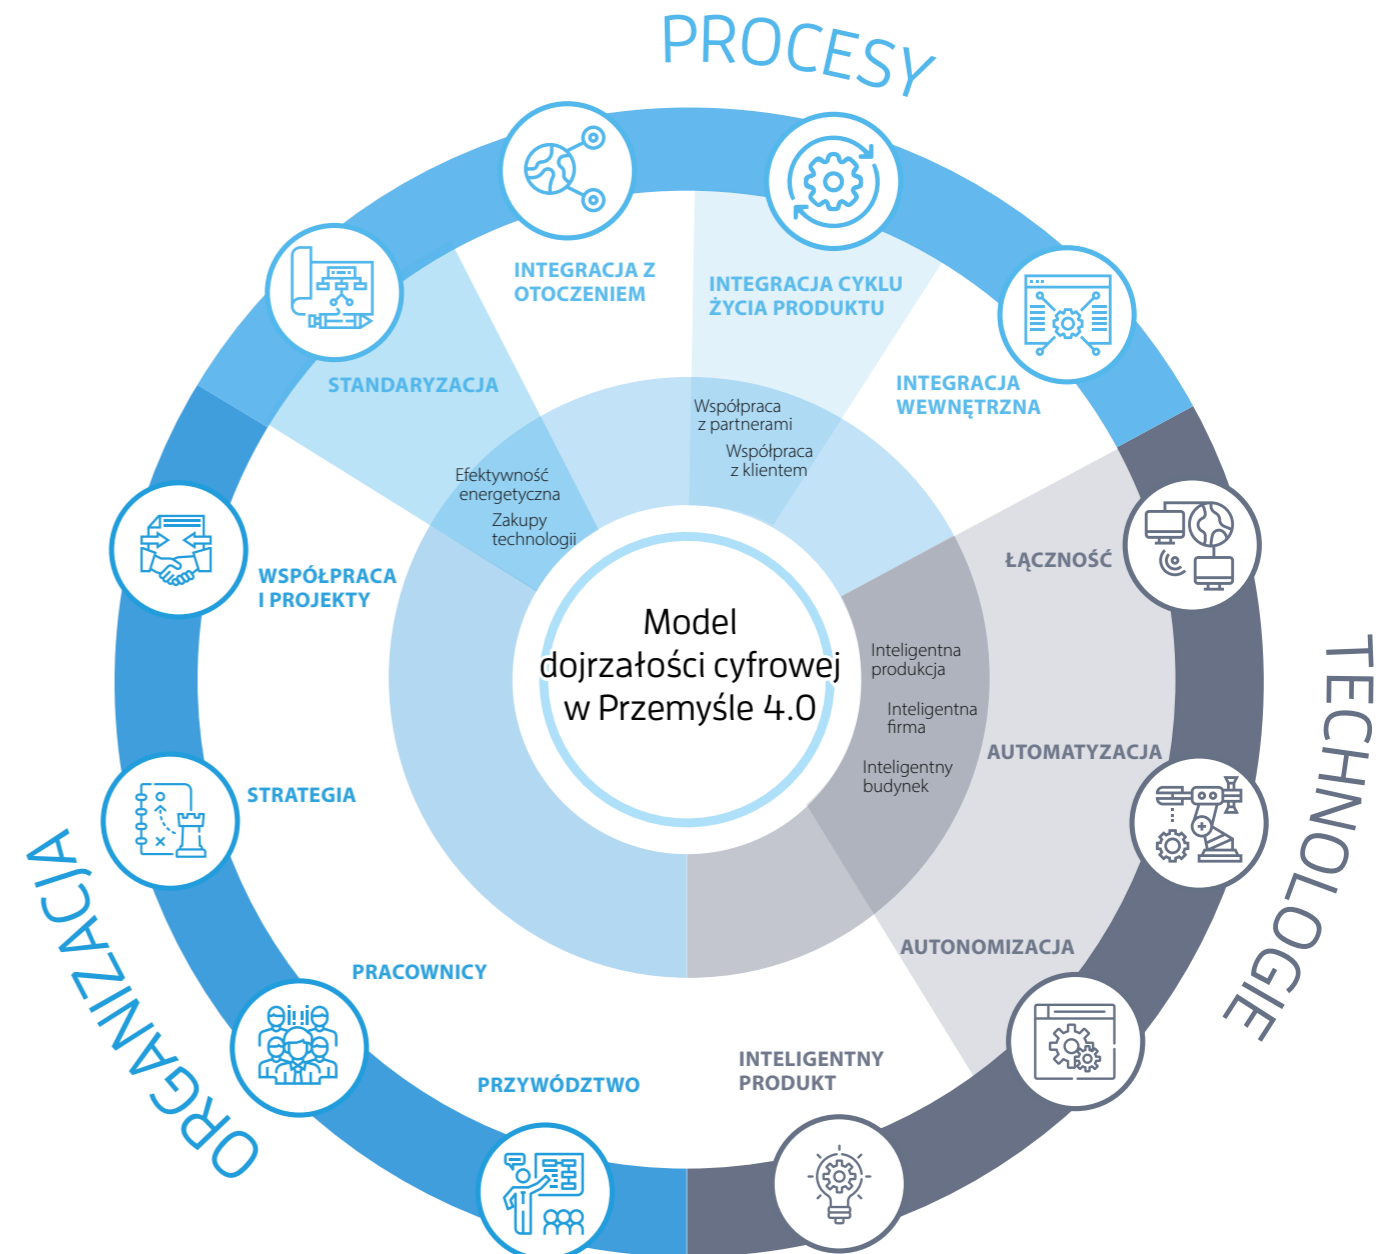 PROCESY
INTEGRACJA Z
OTOCZENIEM
INTEGRACJA CYKLU
ŻYCIA PRODUKTU
STANDARYZACJA
INTEGRACJA
WEWNĘTRZNA
Współpraca
z partnerami
Współpraca
z klientem
Efektywność
energetyczna
Zakupy
technologii
ŁĄCZNOŚĆ
WSPÓŁPRACA
I PROJEKTY
Model
dojrzałości cyfrowej
w Przemyśle 4.0
Inteligentna
produkcja
Inteligentna
firma
Inteligentny
budynek
TECHNOLOGIE
AUTOMATYZACJA
STRATEGIA
ORGANIZACJA
AUTONOMIZACJA
PRACOWNICY
INTELIGENTNY
PRODUKT
PRZYWÓDZTWO